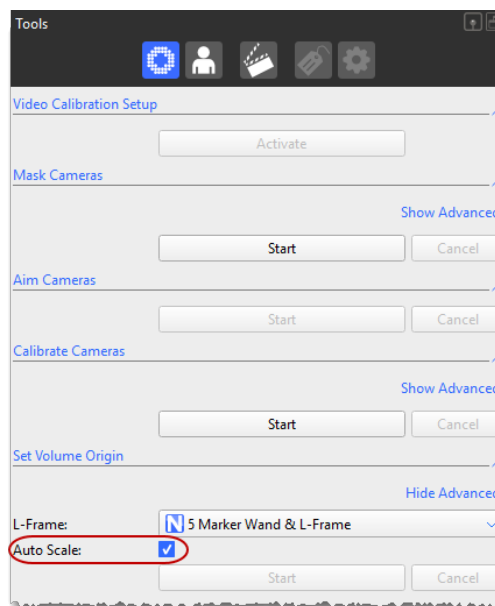 Tools
Video Calibration Setup
Activate
Mask Cameras
Show Advanced
Start Cancel
Aim Cameras
Start Cancel
Calibrate Cameras
Show Advanced
Start Cancel
Set Volume Origin
Hide Advanced
L-Frame: N 5 Marker Wand & L-Frame
Auto Scale:
Start Cancel